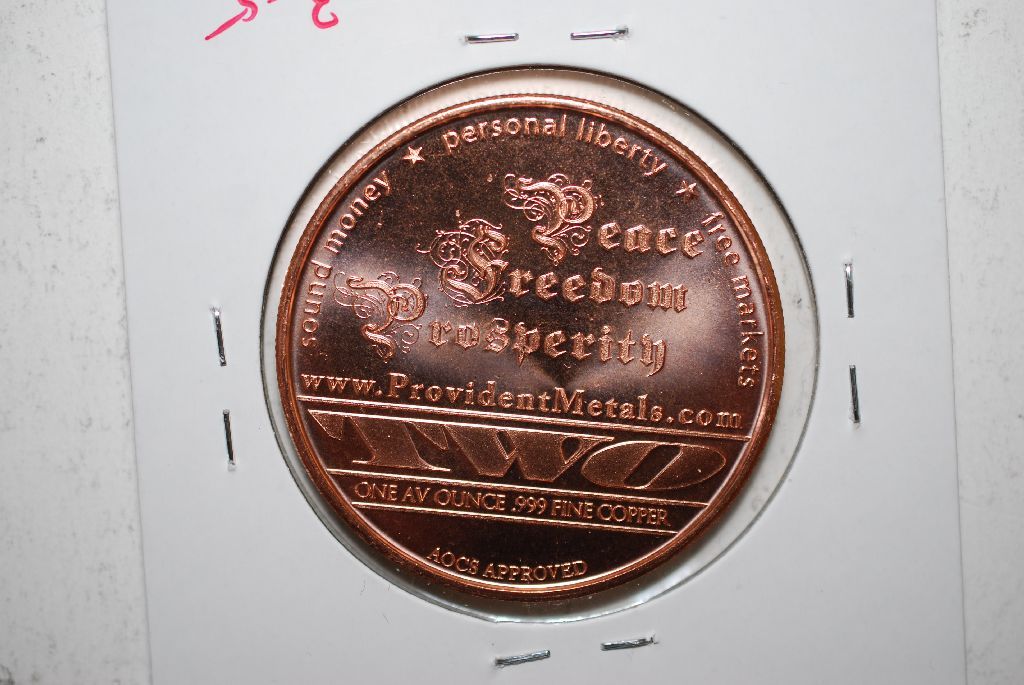 sound money ★ personal liberty ★ free markets
Peace
Freedom
Prosperity
www.ProvidentMetals.com
TWO
ONE AV OUNCE .999 FINE COPPER
AOCS APPROVED